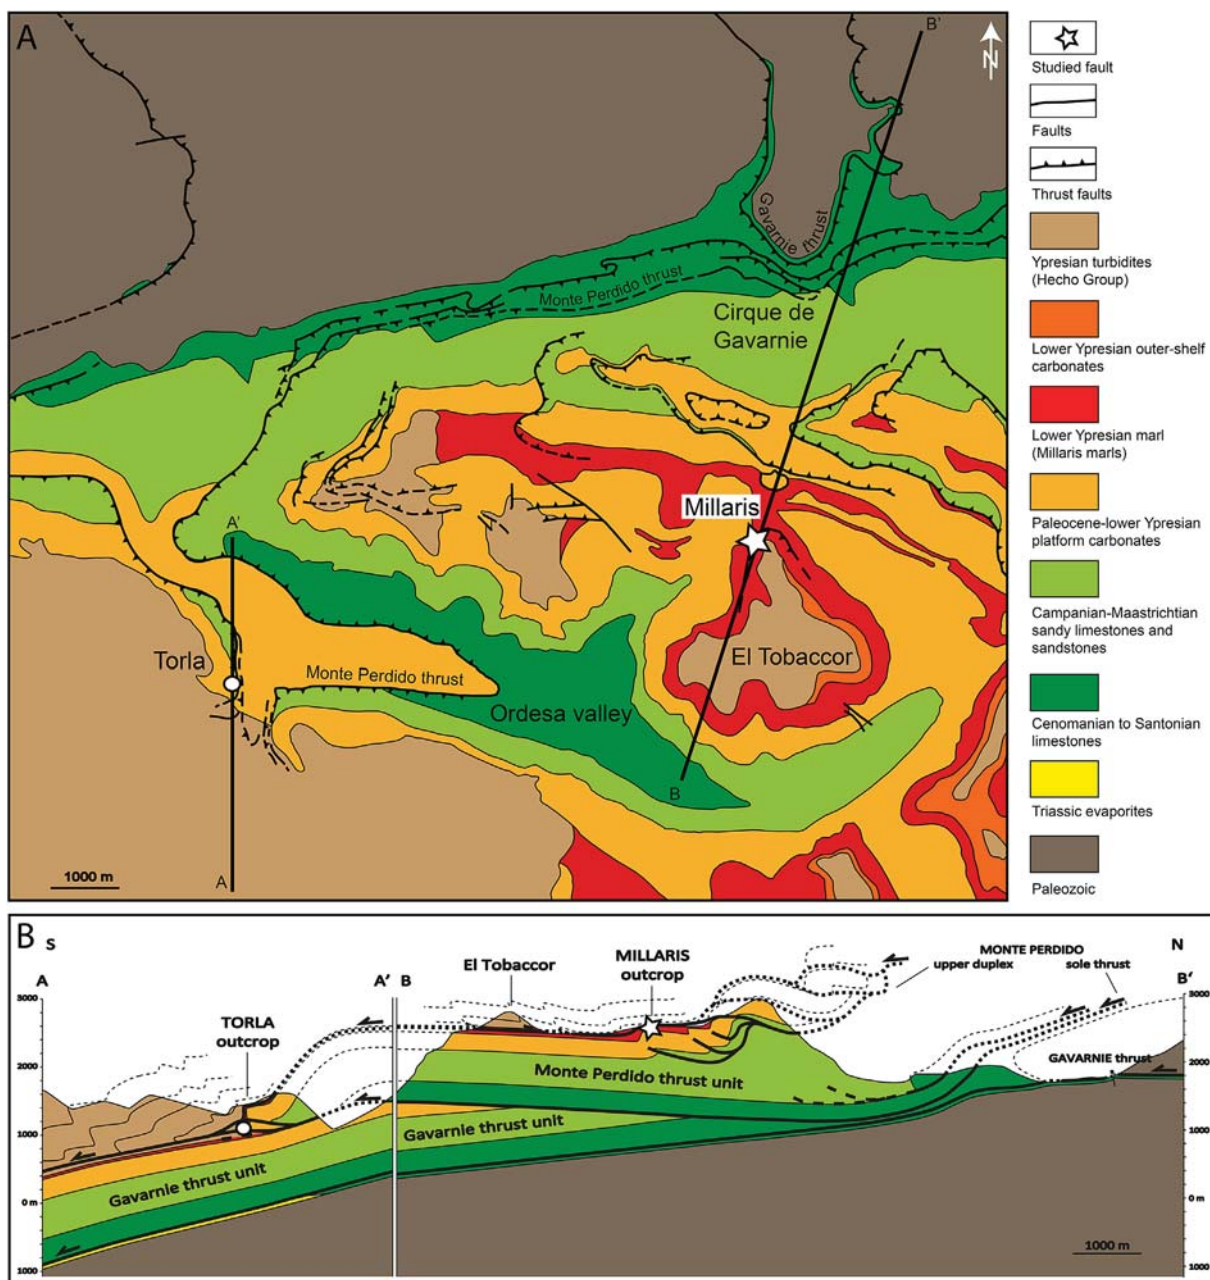 A
B'
N
Gavarnie thrust
Monte Perdido thrust
Cirque de
Gavarnie
Millaris
A'
Torla
Monte Perdido thrust
El Tobaccor
Ordesa valley
B
A
1000 m
Studied fault
Faults
Thrust faults
Ypresian turbidites
(Hecho Group)
Lower Ypresian outer-shelf
carbonates
Lower Ypresian marl
(Millaris marls)
Paleocene-lower Ypresian
platform carbonates
Campanian-Maastrichtian
sandy limestones and
sandstones
Cenomanian to Santonian
limestones
Triassic evaporites
Paleozoic
B
S
N
A
A'
B
B'
El Tobaccor
MILLARIS
outcrop
MONTE PERDIDO
upper duplex
sole thrust
TORLA
outcrop
GAVARNIE thrust
Monte Perdido thrust unit
Gavarnie thrust unit
Gavarnie thrust unit
3000
2000
1000
0 m
1000
3000
2000
1000
0 m
1000
1000 m